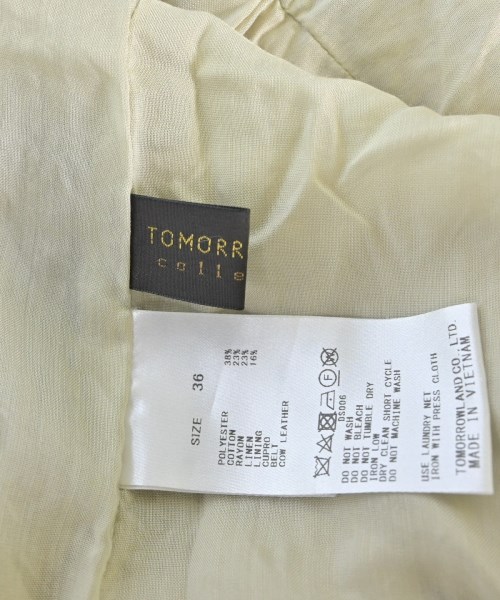 TOMORR
colle
SIZE 36
POLYESTER 38%
COTTON 23%
RAYON 23%
LINEN 16%
LINING
CUPRO
BELT
COW LEATHER
DS006
DO NOT WASH
DO NOT BLEACH
DO NOT TUMBLE DRY
IRON LOW
DRY CLEAN SHORT CYCLE
DO NOT MACHINE WASH
USE LAUNDRY NET
IRON WITH PRESS CLOTH
TOMORROWLAND CO., LTD.
MADE IN VIETNAM